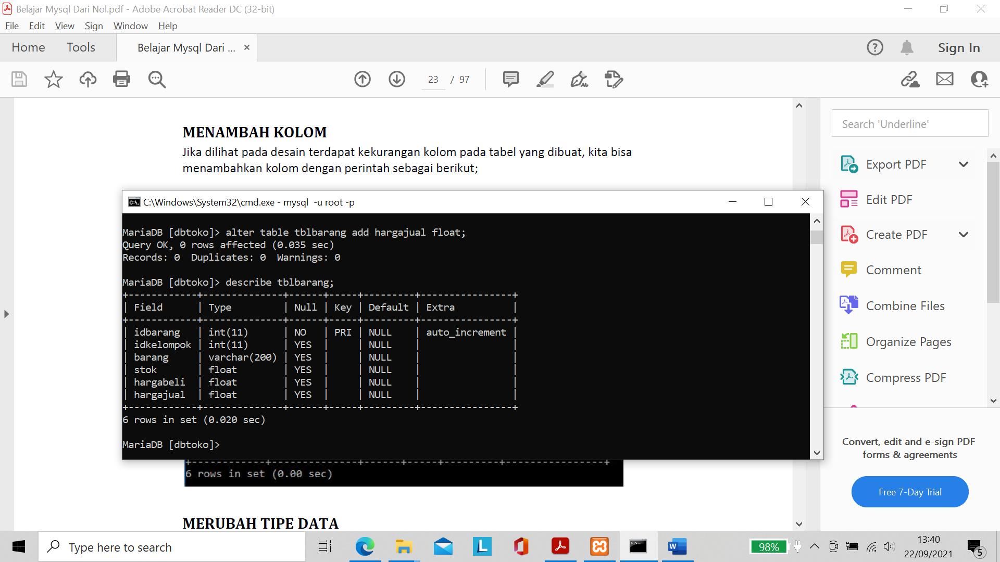 Belajar Mysql Dari Nol.pdf - Adobe Acrobat Reader DC (32-bit)
File Edit View Sign Window Help
Home Tools Belajar Mysql Dari ... × Sign In
23 / 97
MENAMBAH KOLOM
Jika dilihat pada desain terdapat kekurangan kolom pada tabel yang dibuat, kita bisa
menambahkan kolom dengan perintah sebagai berikut;
C:\Windows\System32\cmd.exe - mysql  -u root -p
MariaDB [dbtoko]> alter table tblbarang add hargajual float;
Query OK, 0 rows affected (0.035 sec)
Records: 0  Duplicates: 0  Warnings: 0
MariaDB [dbtoko]> describe tblbarang;
+------------+--------------+------+-----+---------+----------------+
| Field      | Type         | Null | Key | Default | Extra          |
+------------+--------------+------+-----+---------+----------------+
| idbarang   | int(11)      | NO   | PRI | NULL    | auto_increment |
| idkelompok | int(11)      | YES  |     | NULL    |                |
| barang     | varchar(200) | YES  |     | NULL    |                |
| stok       | float        | YES  |     | NULL    |                |
| hargabeli  | float        | YES  |     | NULL    |                |
| hargajual  | float        | YES  |     | NULL    |                |
+------------+--------------+------+-----+---------+----------------+
6 rows in set (0.020 sec)
MariaDB [dbtoko]>
6 rows in set (0.00 sec)
MERUBAH TIPE DATA
Search 'Underline'
Export PDF
Edit PDF
Create PDF
Comment
Combine Files
Organize Pages
Compress PDF
Convert, edit and e-sign PDF
forms & agreements
Free 7-Day Trial
Type here to search
98%
13:40
22/09/2021
5